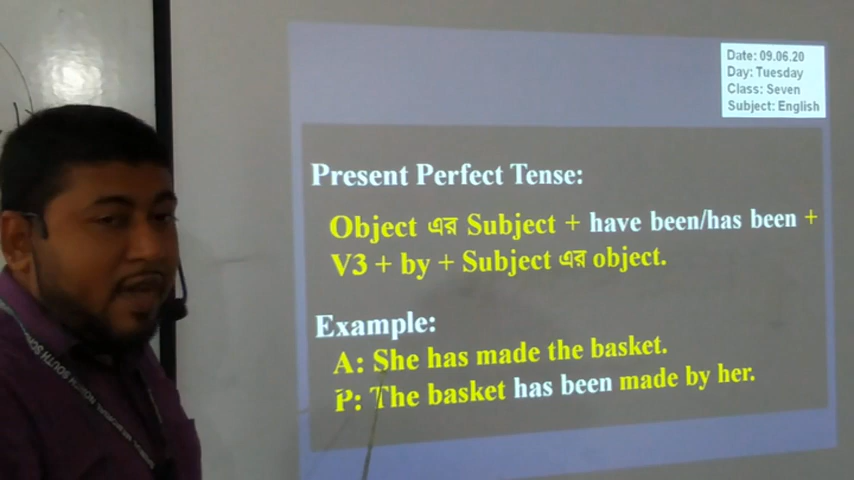 Date: 09.06.20
Day: Tuesday
Class: Seven
Subject: English
Present Perfect Tense:
Object এর Subject + have been/has been +
V3 + by + Subject এর object.
Example:
A: She has made the basket.
P: The basket has been made by her.
NORTH SOUTH